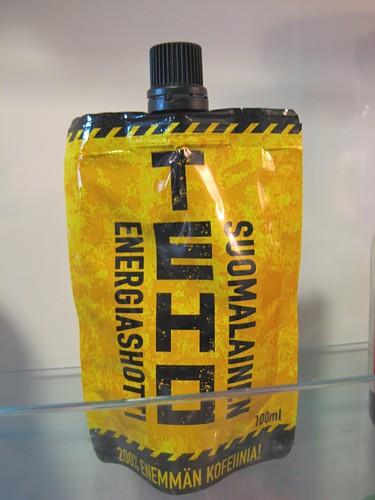 SUOMALAINEN
TEHO
ENERGIASHOTTI
100ml
200% ENEMMÄN KOFEIINIA!